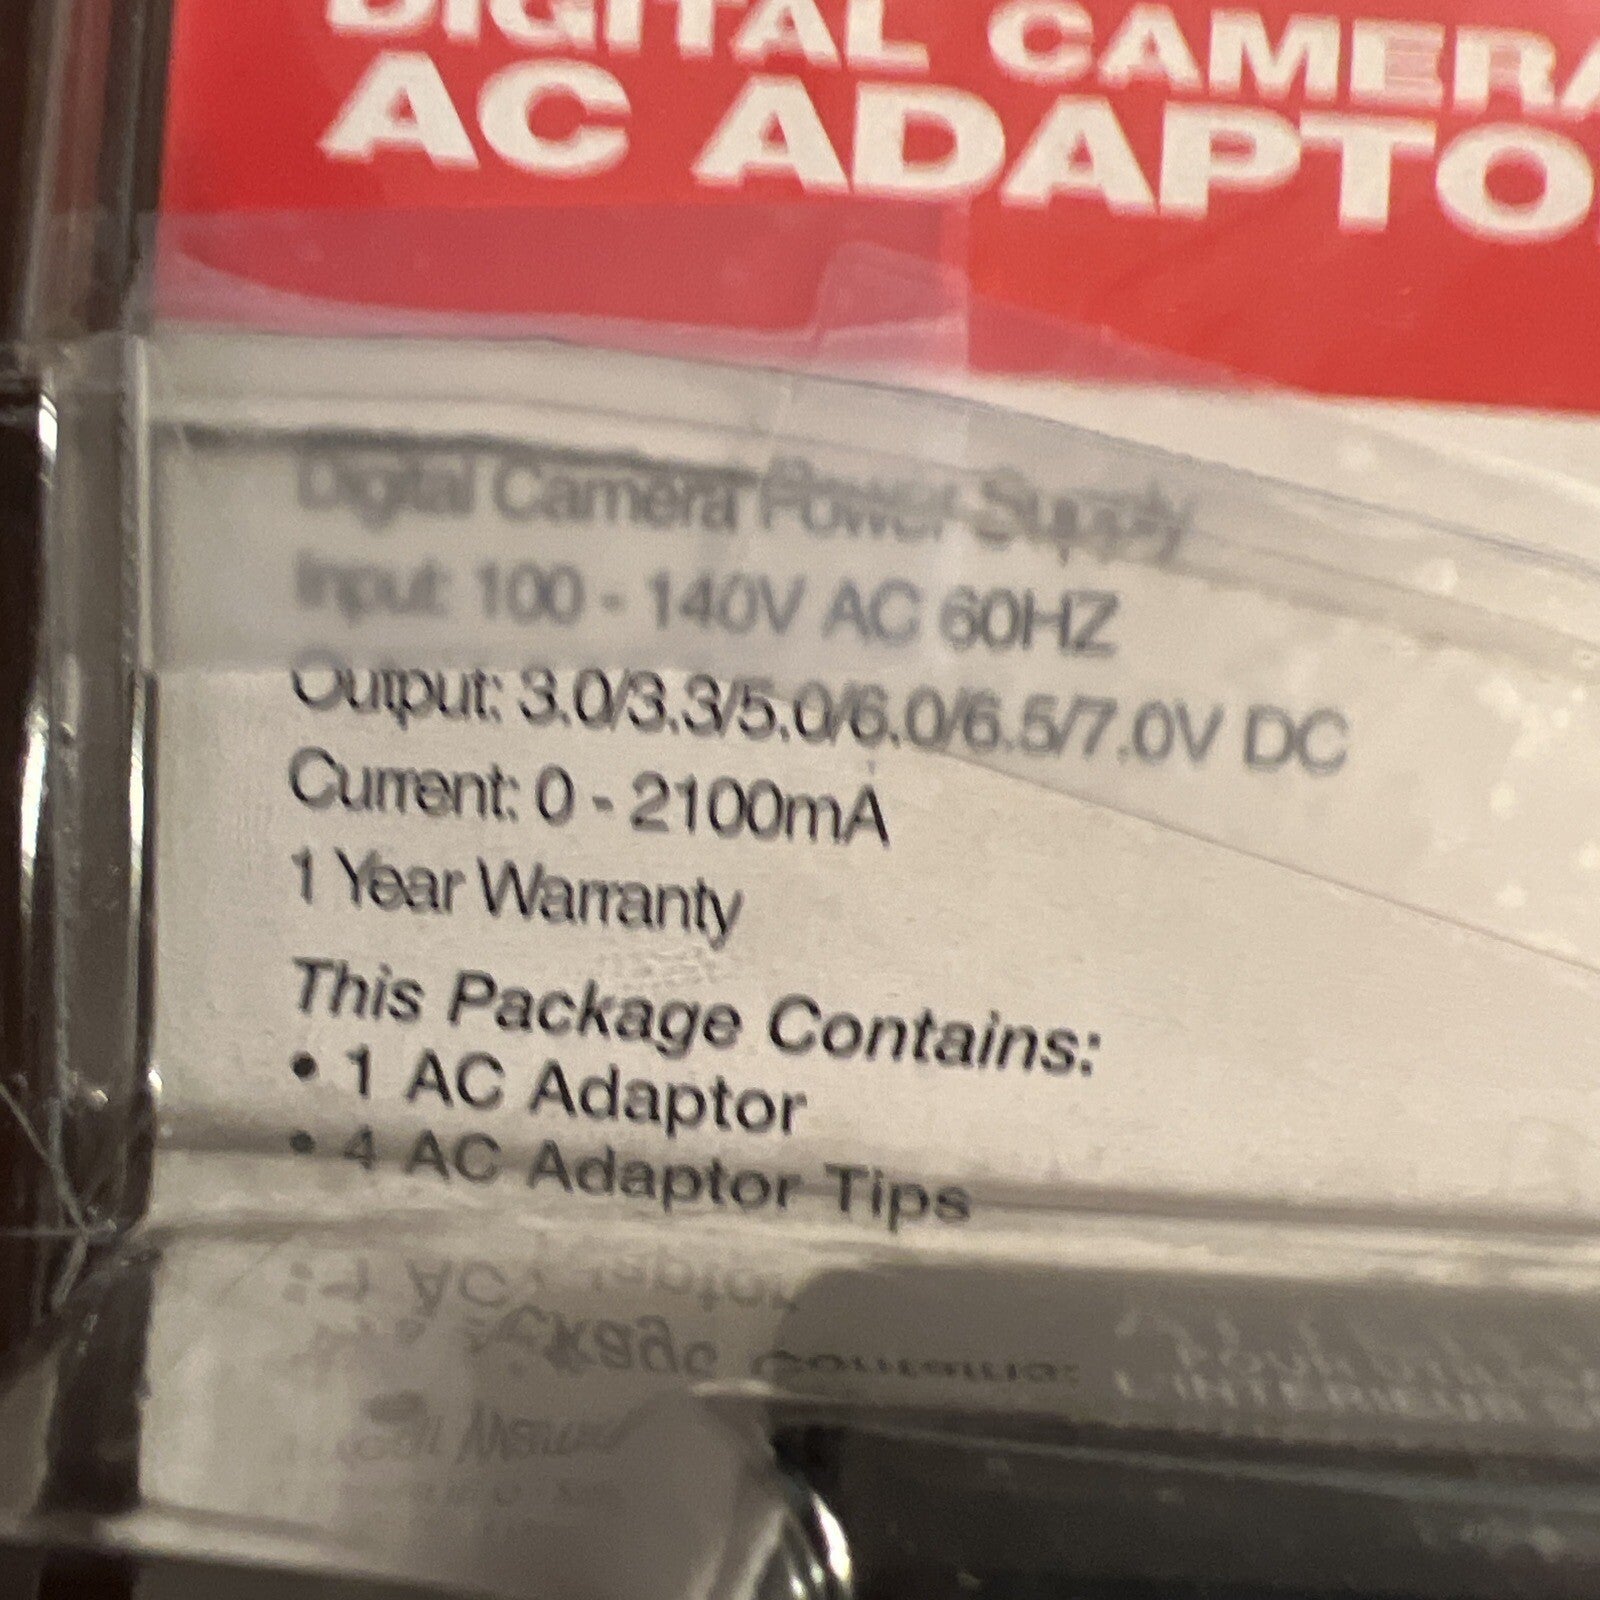 DIGITAL CAMERA
AC ADAPTO
Digital Camera Power Supply
Input: 100 - 140V AC 60HZ
Output: 3.0/3.3/5.0/6.0/6.5/7.0V DC
Current: 0 - 2100mA
1 Year Warranty
This Package Contains:
• 1 AC Adaptor
• 4 AC Adaptor Tips